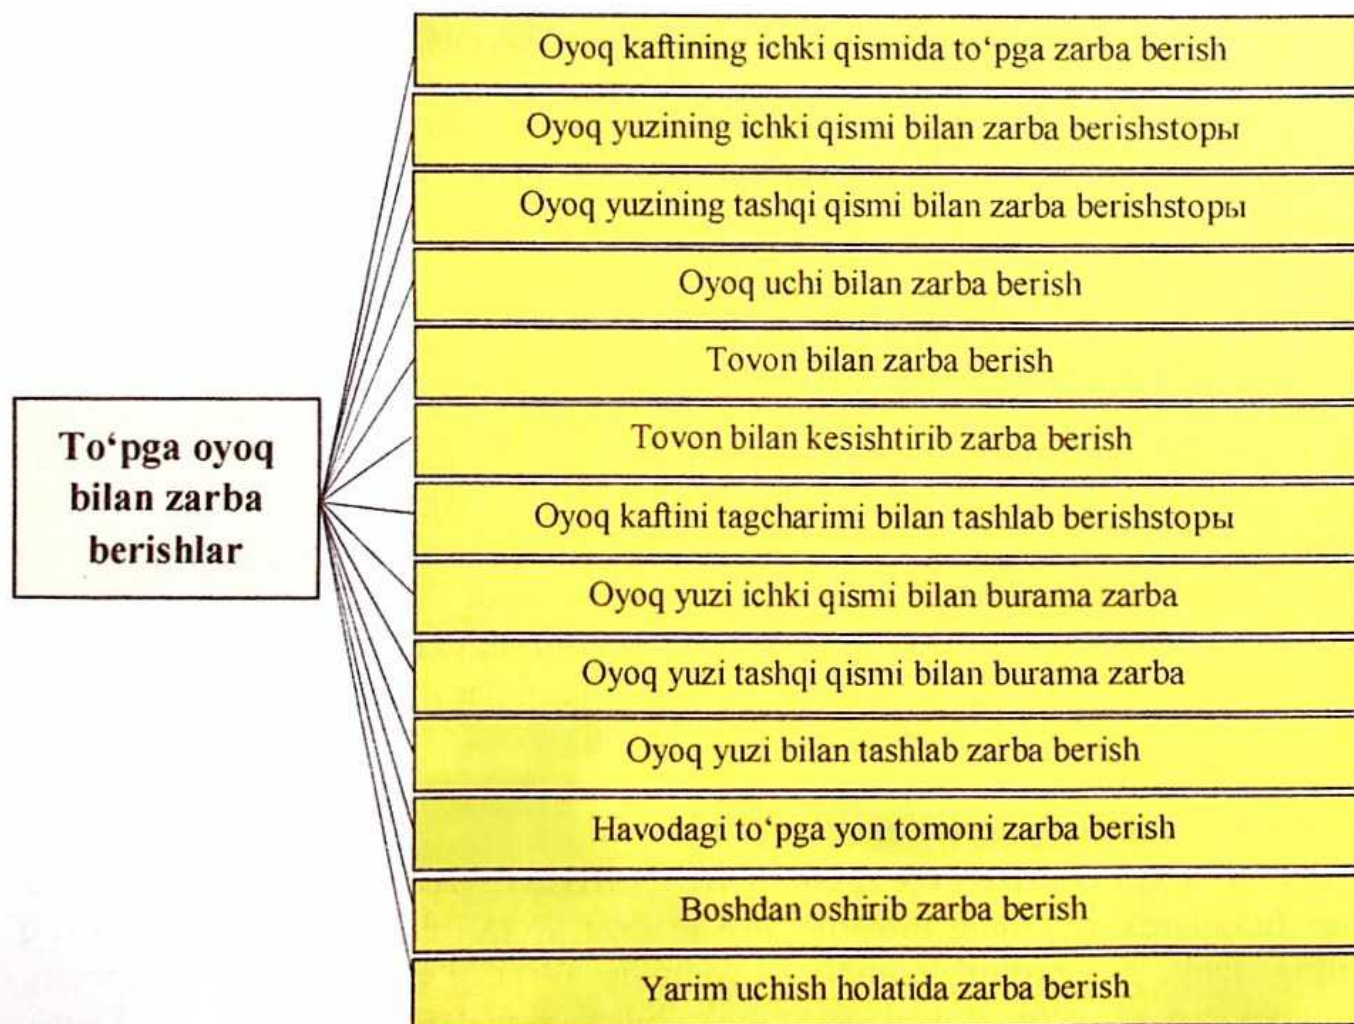 Oyoq kaftining ichki qismida to‘pga zarba berish
Oyoq yuzining ichki qismi bilan zarba berishstopы
Oyoq yuzining tashqi qismi bilan zarba berishstopы
Oyoq uchi bilan zarba berish
Tovon bilan zarba berish
To‘pga oyoq
bilan zarba
berishlar
Tovon bilan kesishtirib zarba berish
Oyoq kaftini tagcharimi bilan tashlab berishstopы
Oyoq yuzi ichki qismi bilan burama zarba
Oyoq yuzi tashqi qismi bilan burama zarba
Oyoq yuzi bilan tashlab zarba berish
Havodagi to‘pga yon tomoni zarba berish
Boshdan oshirib zarba berish
Yarim uchish holatida zarba berish